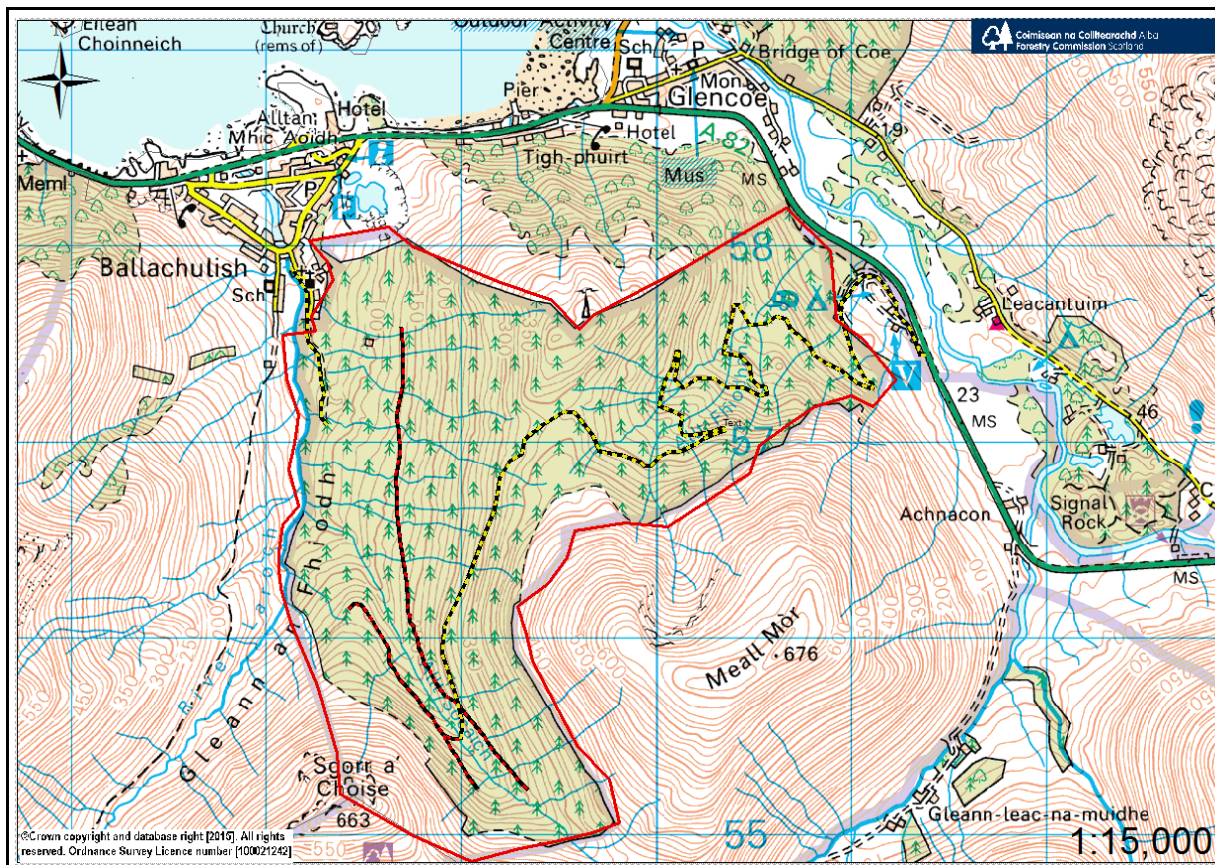 Eilean
Choinneich
Church
(rems of)
Outdoor Activity
Centre
Sch
P
Bridge of Coe
Mon
Glencoe
Coimisean na Coilltearachd Alba
Forestry Commission Scotland
Pier
Hotel
Alltan
Mhic Aoidh
Hotel
Tigh-phuirt
A-82
Mus
MS
19
Meml
P
Ballachulish
Sch
58
Leacantuim
V
23
MS
46
57
Text
Achnacon
Signal
Rock
C
MS
River Laroch
Gleann an Fhiodh
Meall Mòr
676
Sgorr a'
Choise
663
550
Gleann-leac-na-muidhe
55
1:15,000
©Crown copyright and database right [2015]. All rights
reserved. Ordnance Survey Licence number [100021242]